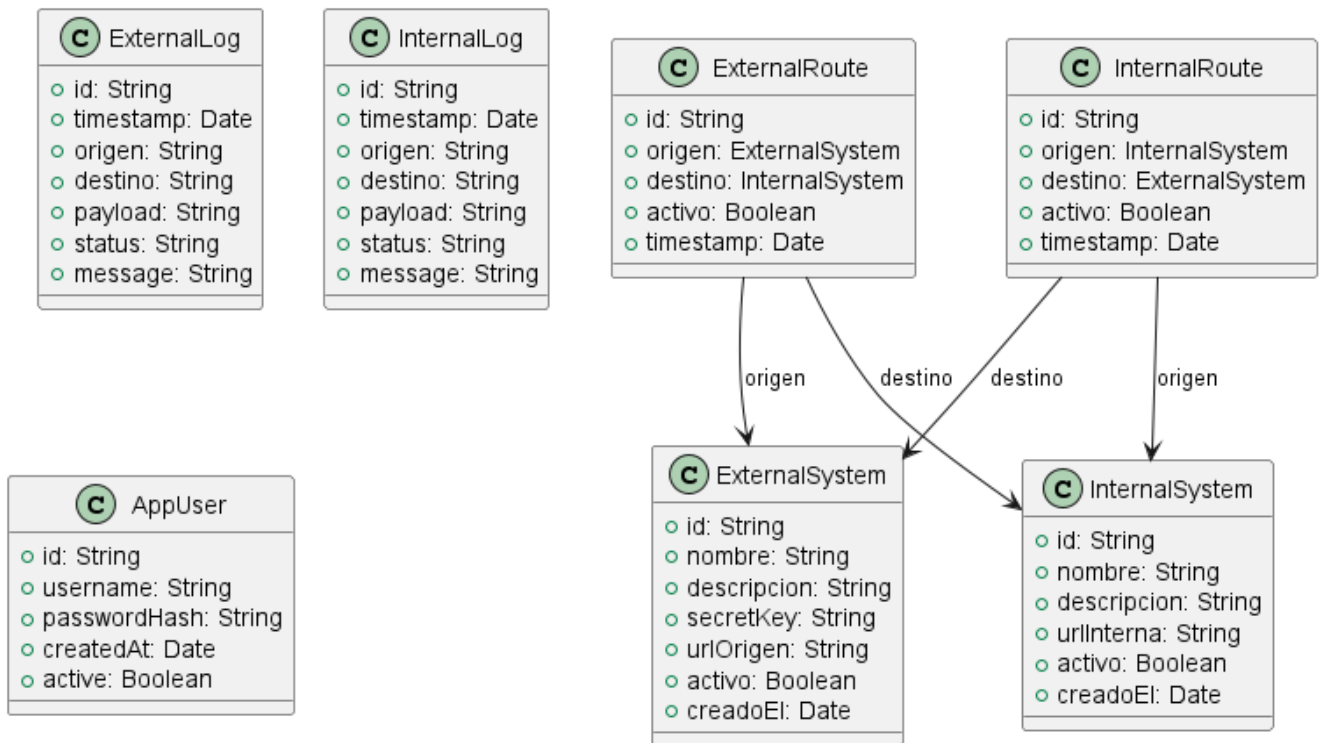 C ExternalLog
id: String
timestamp: Date
origen: String
destino: String
payload: String
status: String
message: String
C InternalLog
id: String
timestamp: Date
origen: String
destino: String
payload: String
status: String
message: String
C ExternalRoute
id: String
origen: ExternalSystem
destino: InternalSystem
activo: Boolean
timestamp: Date
C InternalRoute
id: String
origen: InternalSystem
destino: ExternalSystem
activo: Boolean
timestamp: Date
origen
destino
destino
origen
C AppUser
id: String
username: String
passwordHash: String
createdAt: Date
active: Boolean
C ExternalSystem
id: String
nombre: String
descripcion: String
secretKey: String
urlOrigen: String
activo: Boolean
creadoEl: Date
C InternalSystem
id: String
nombre: String
descripcion: String
urlInterna: String
activo: Boolean
creadoEl: Date